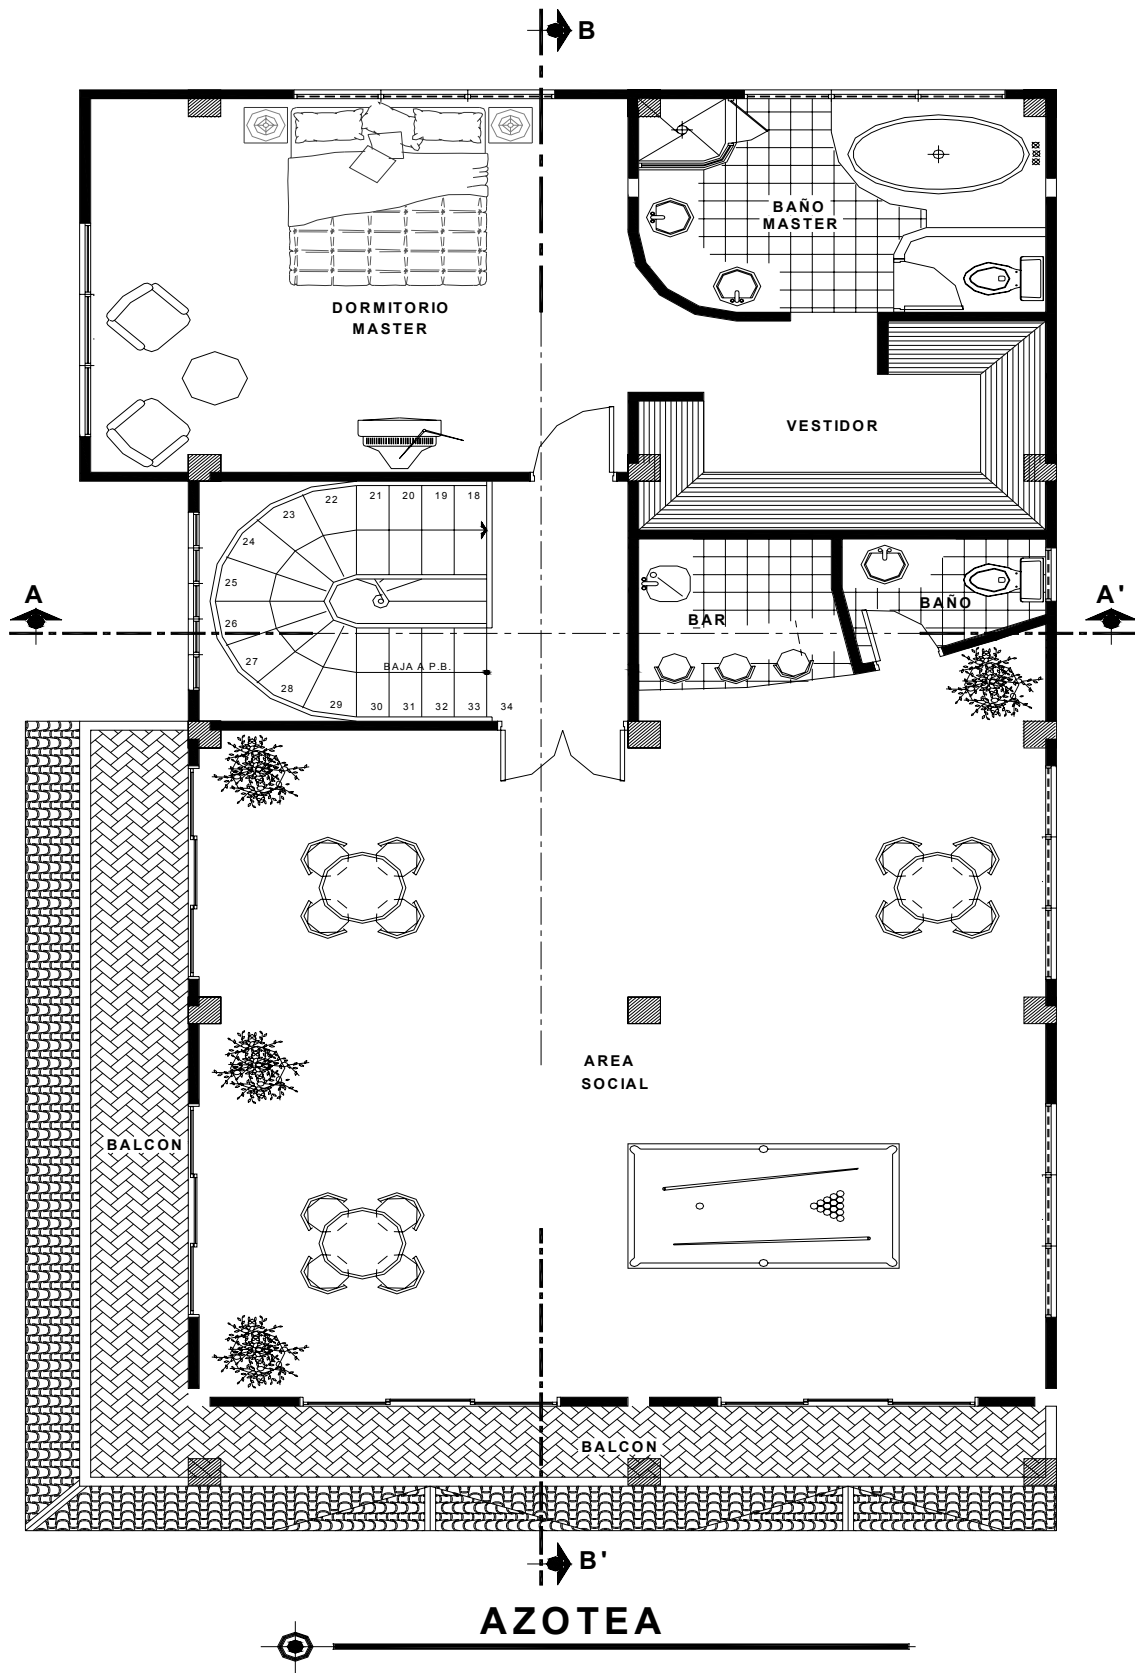 B
BAÑO
MASTER
DORMITORIO
MASTER
VESTIDOR
22 21 20 19 18
23
24
25
26
27
28
29 30 31 32 33 34
BAJA A P.B.
A
A'
BAR
BAÑO
AREA
SOCIAL
BALCON
BALCON
B'
AZOTEA